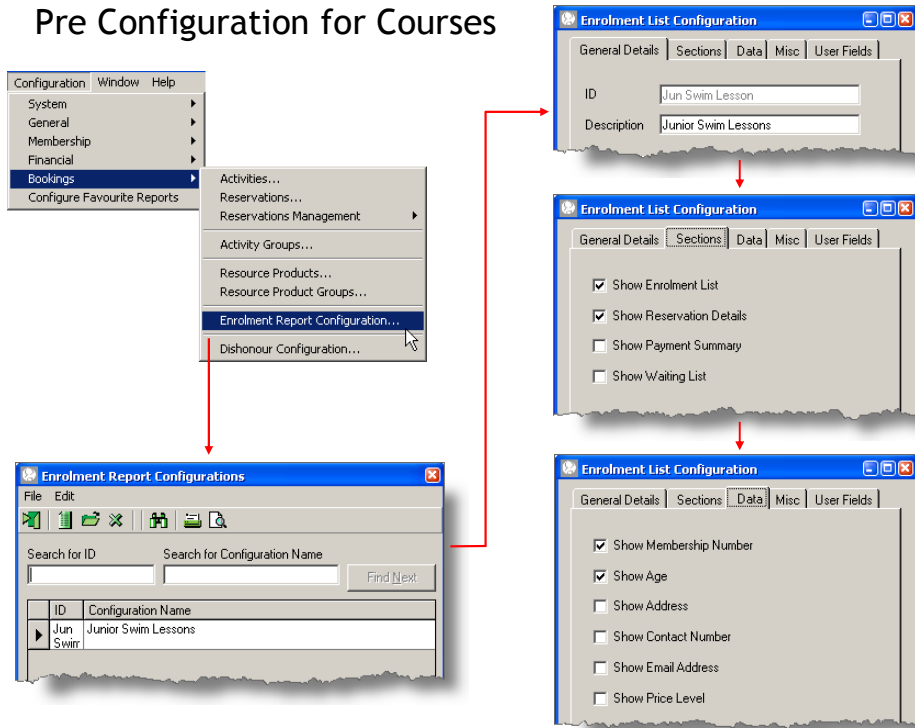 Pre Configuration for Courses
Configuration Window Help
System
General
Membership
Financial
Bookings
Configure Favourite Reports
Activities...
Reservations...
Reservations Management
Activity Groups...
Resource Products...
Resource Product Groups...
Enrolment Report Configuration...
Dishonour Configuration...
Enrolment Report Configurations
File Edit
Search for ID Search for Configuration Name
Find Next
ID Configuration Name
Jun Junior Swim Lessons
Swim
Enrolment List Configuration
General Details Sections Data Misc User Fields
ID Jun Swim Lesson
Description Junior Swim Lessons
Enrolment List Configuration
General Details Sections Data Misc User Fields
Show Enrolment List
Show Reservation Details
Show Payment Summary
Show Waiting List
Enrolment List Configuration
General Details Sections Data Misc User Fields
Show Membership Number
Show Age
Show Address
Show Contact Number
Show Email Address
Show Price Level